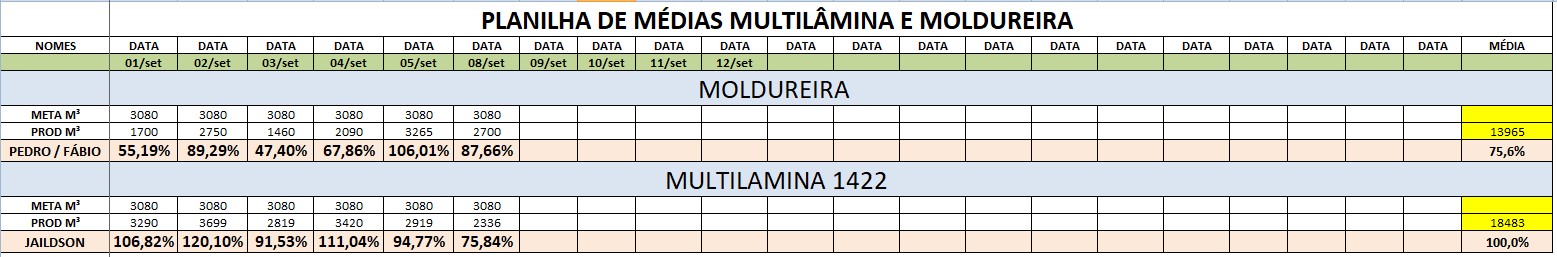 PLANILHA DE MÉDIAS MULTILÂMINA E MOLDUREIRA
NOMES DATA DATA DATA DATA DATA DATA DATA DATA DATA DATA DATA DATA DATA DATA DATA DATA DATA DATA DATA DATA MÉDIA
01/set 02/set 03/set 04/set 05/set 08/set 09/set 10/set 11/set 12/set
MOLDUREIRA
META M³ 3080 3080 3080 3080 3080 3080
PROD M³ 1700 2750 1460 2090 3265 2700 13965
PEDRO / FÁBIO 55,19% 89,29% 47,40% 67,86% 106,01% 87,66% 75,6%
MULTILAMINA 1422
META M³ 3080 3080 3080 3080 3080 3080
PROD M³ 3290 3699 2819 3420 2919 2336 18483
JAILDSON 106,82% 120,10% 91,53% 111,04% 94,77% 75,84% 100,0%